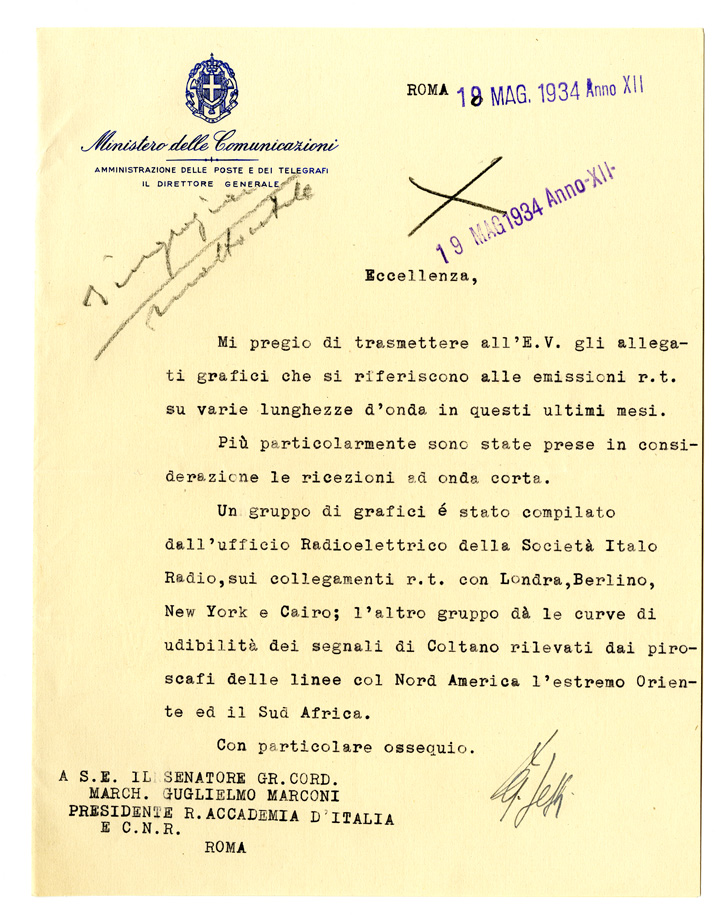 ROMA 18 MAG. 1934 Anno XII
Ministero delle Comunicazioni
AMMINISTRAZIONE DELLE POSTE E DEI TELEGRAFI
IL DIRETTORE GENERALE
19 MAG 1934 Anno-XII-
Eccellenza,
Mi pregio di trasmettere all'E.V. gli allega-
ti grafici che si riferiscono alle emissioni r.t.
su varie lunghezze d'onda in questi ultimi mesi.
Più particolarmente sono state prese in consi-
derazione le ricezioni ad onda corta.
Un gruppo di grafici é stato compilato
dall'ufficio Radioelettrico della Società Italo
Radio,sui collegamenti r.t. con Londra,Berlino,
New York e Cairo; l'altro gruppo dà le curve di
udibilità dei segnali di Coltano rilevati dai piro-
scafi delle linee col Nord America l'estremo Orien-
te ed il Sud Africa.
Con particolare ossequio.
A S.E. IL SENATORE GR.CORD.
MARCH. GUGLIELMO MARCONI
PRESIDENTE R.ACCADEMIA D'ITALIA
E C.N.R.
ROMA